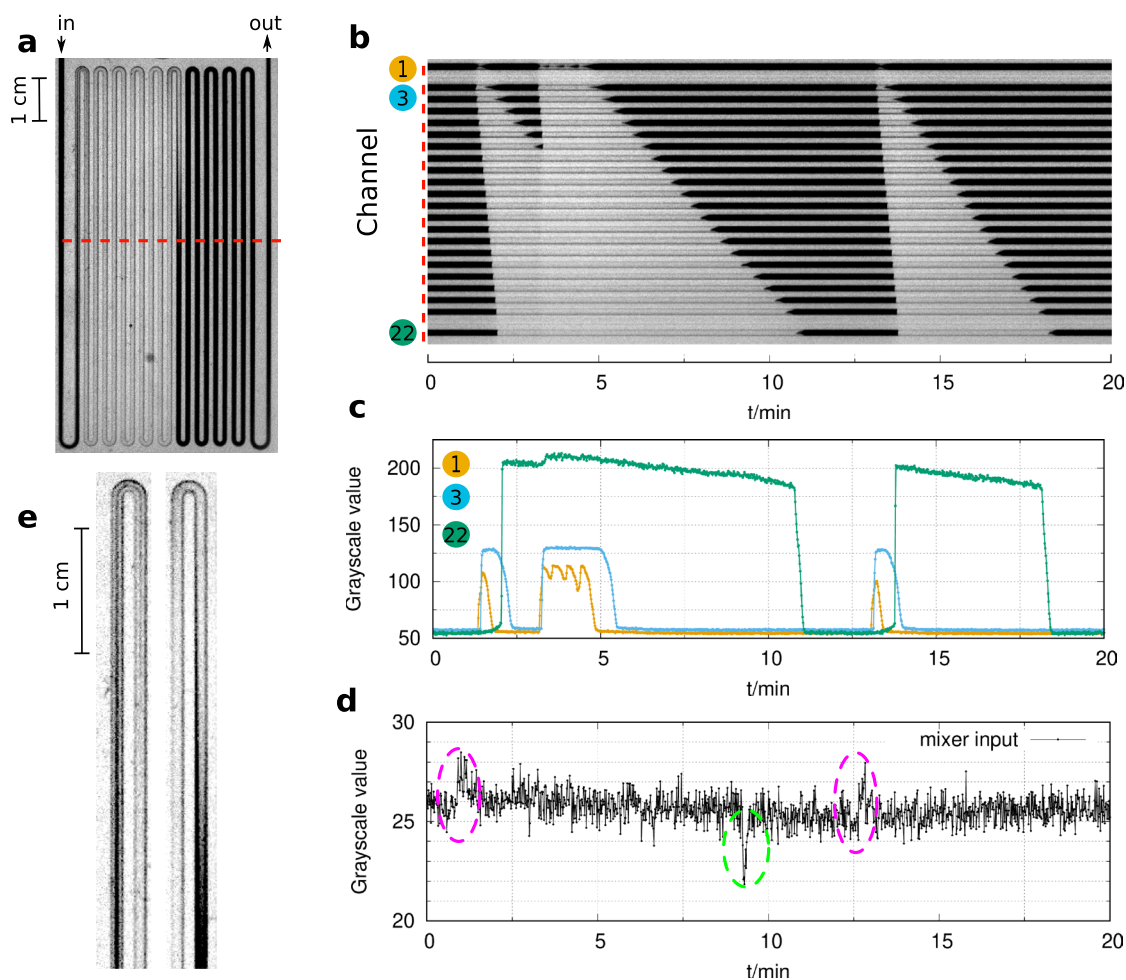 in out
a
1 cm
b
1
3
Channel
22
0 5 10 15 20
t/min
c
200
150
100
50
Grayscale value
1
3
22
0 5 10 15 20
t/min
e
1 cm
d
30
25
20
Grayscale value
mixer input
0 5 10 15 20
t/min